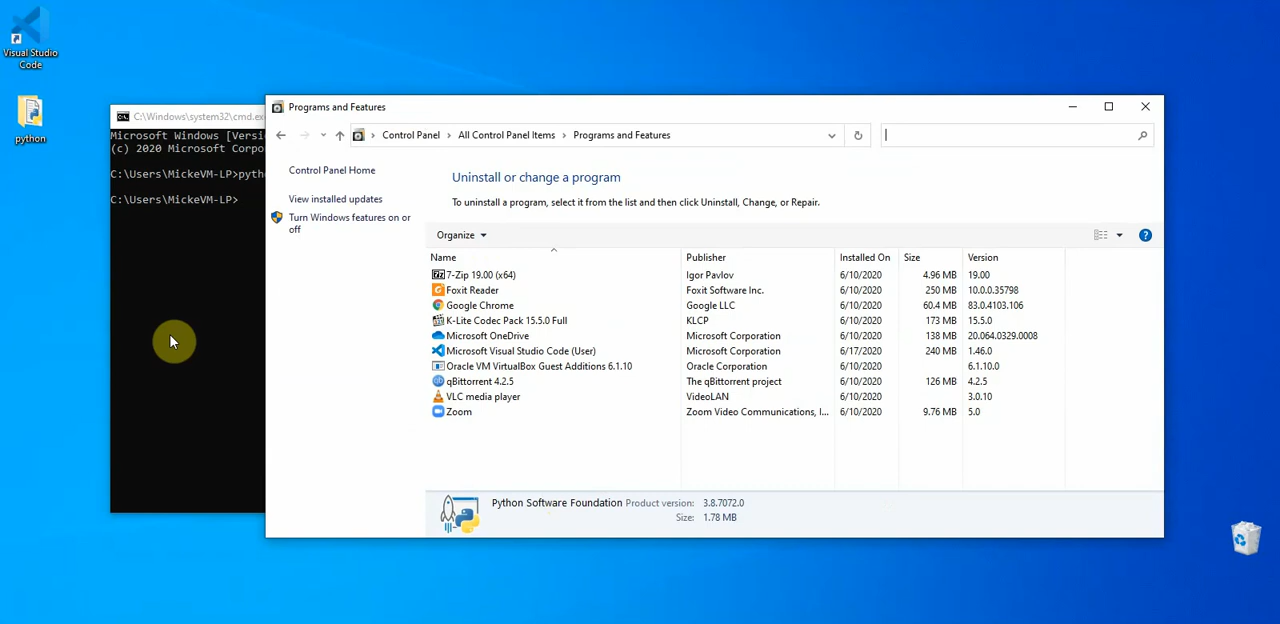 Visual Studio
Code
python
C:\Windows\system32\cmd.ex
Microsoft Windows [Versi
(c) 2020 Microsoft Corpo
C:\Users\MickeVM-LP>pyth
C:\Users\MickeVM-LP>
Programs and Features
Control Panel > All Control Panel Items > Programs and Features
Control Panel Home
View installed updates
Turn Windows features on or
off
Uninstall or change a program
To uninstall a program, select it from the list and then click Uninstall, Change, or Repair.
Organize
Name Publisher Installed On Size Version
7-Zip 19.00 (x64) Igor Pavlov 6/10/2020 4.96 MB 19.00
Foxit Reader Foxit Software Inc. 6/10/2020 250 MB 10.0.0.35798
Google Chrome Google LLC 6/10/2020 60.4 MB 83.0.4103.106
K-Lite Codec Pack 15.5.0 Full KLCP 6/10/2020 173 MB 15.5.0
Microsoft OneDrive Microsoft Corporation 6/10/2020 138 MB 20.064.0329.0008
Microsoft Visual Studio Code (User) Microsoft Corporation 6/17/2020 240 MB 1.46.0
Oracle VM VirtualBox Guest Additions 6.1.10 Oracle Corporation 6/10/2020 6.1.10.0
qBittorrent 4.2.5 The qBittorrent project 6/10/2020 126 MB 4.2.5
VLC media player VideoLAN 6/10/2020 3.0.10
Zoom Zoom Video Communications, I... 6/10/2020 9.76 MB 5.0
Python Software Foundation Product version: 3.8.7072.0
Size: 1.78 MB